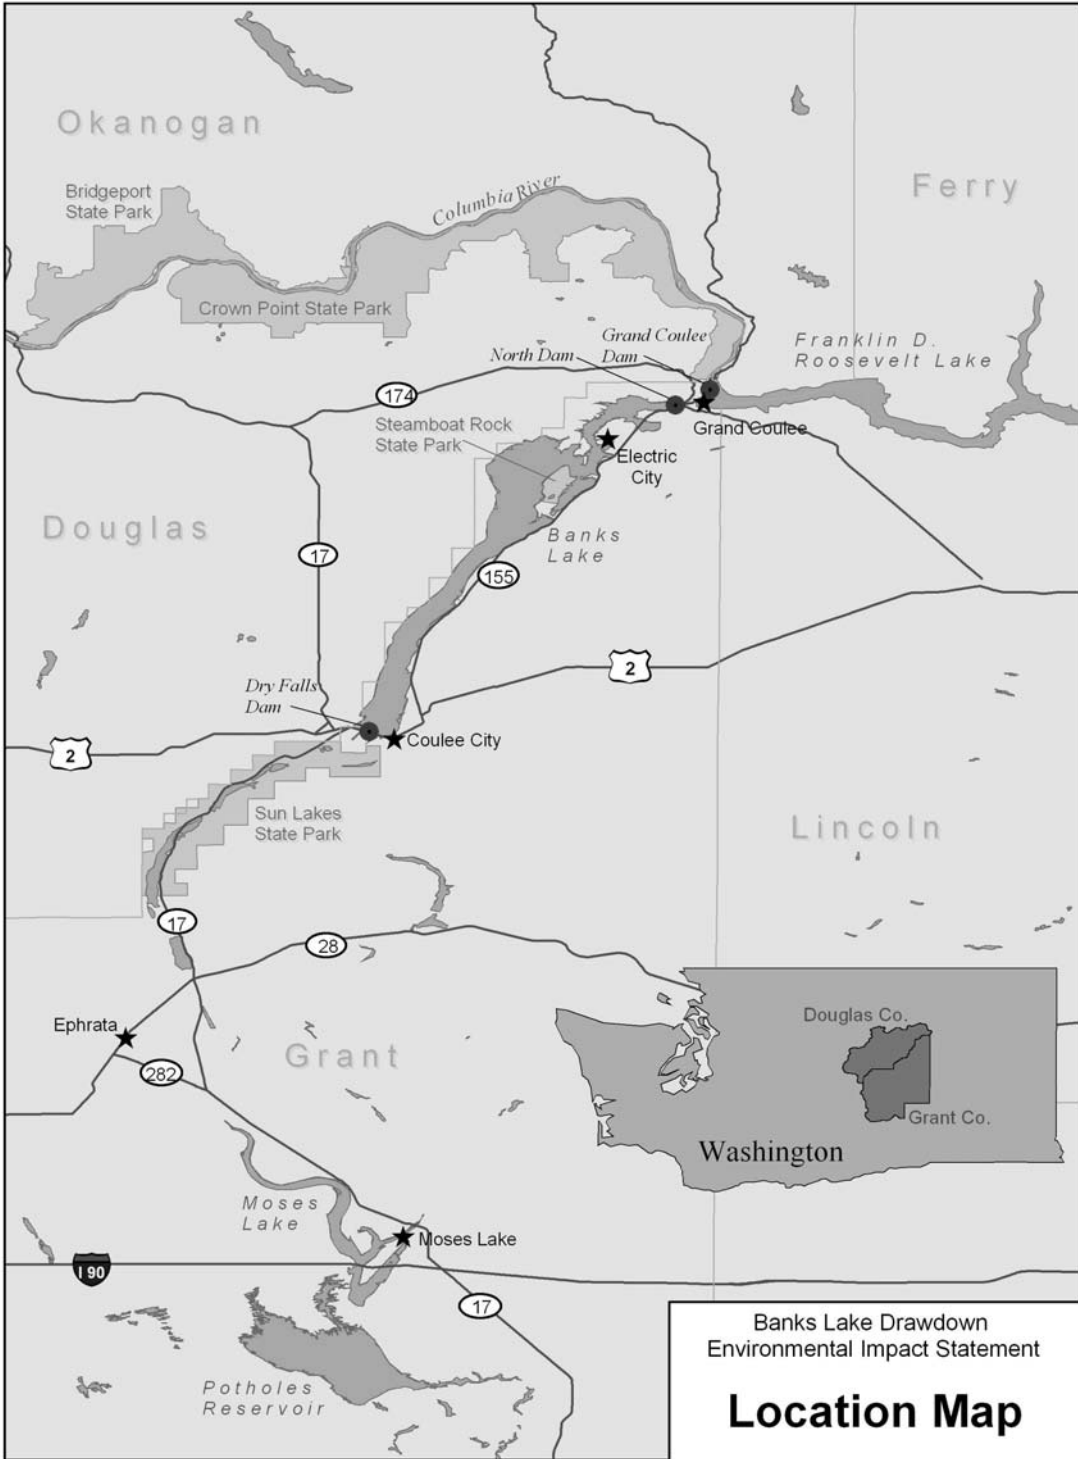 Okanogan
Bridgeport
State Park
Columbia River
Ferry
Crown Point State Park
Grand Coulee
Dam
North Dam
Franklin D.
Roosevelt Lake
174
Steamboat Rock
State Park
Grand Coulee
Electric
City
Douglas
Banks
Lake
17
155
2
Dry Falls
Dam
2
Coulee City
Sun Lakes
State Park
Lincoln
17
28
Ephrata
Grant
282
Douglas Co.
Grant Co.
Washington
Moses
Lake
Moses Lake
I 90
17
Potholes
Reservoir
Banks Lake Drawdown
Environmental Impact Statement
Location Map